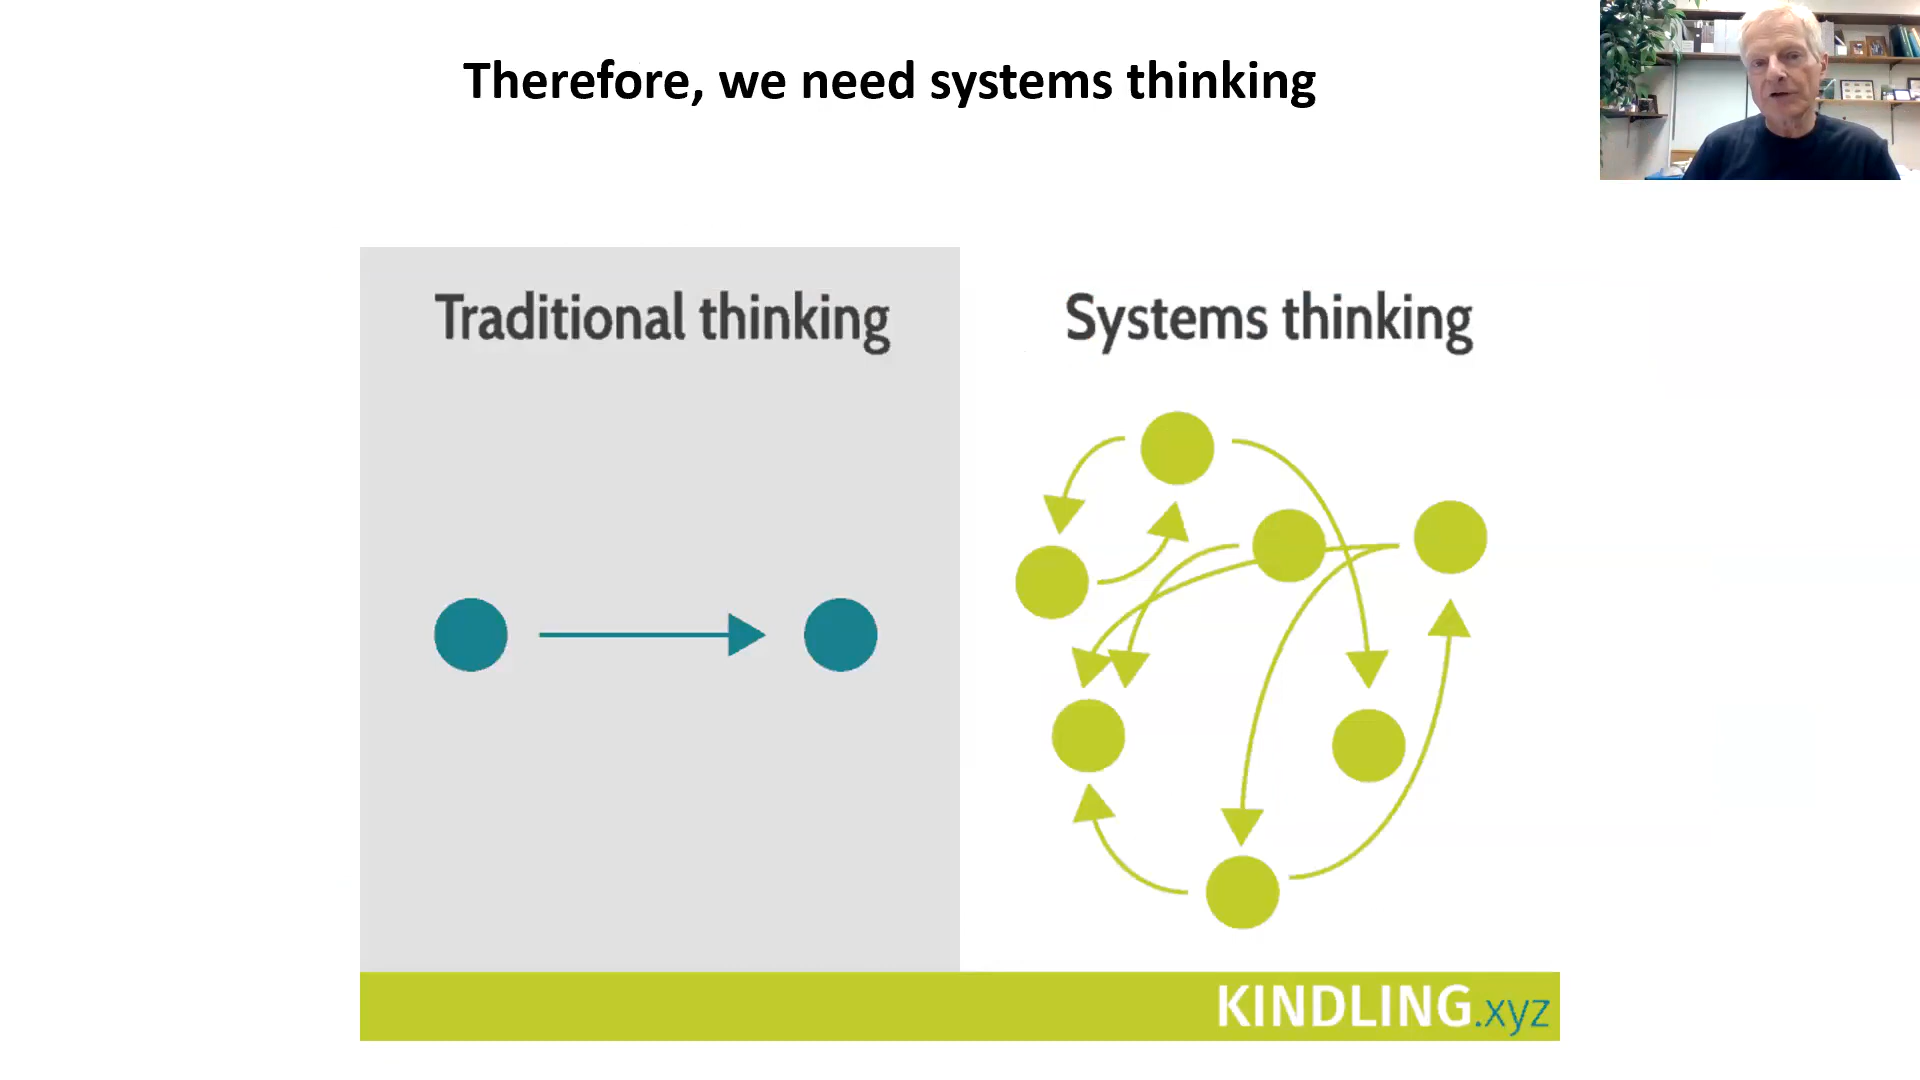 Therefore, we need systems thinking
Traditional thinking
Systems thinking
KINDLING.xyz